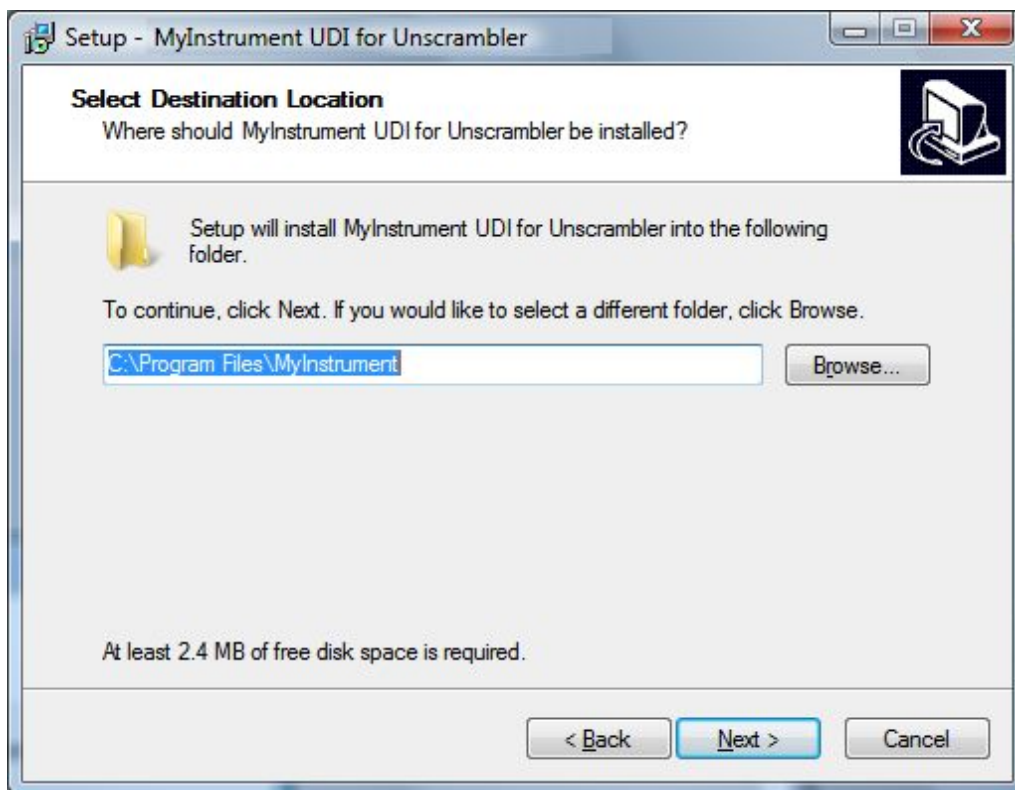 Setup - MyInstrument UDI for Unscrambler
Select Destination Location
Where should MyInstrument UDI for Unscrambler be installed?
Setup will install MyInstrument UDI for Unscrambler into the following
folder.
To continue, click Next. If you would like to select a different folder, click Browse.
C:\Program Files\MyInstrument
Browse...
At least 2.4 MB of free disk space is required.
< Back
Next >
Cancel